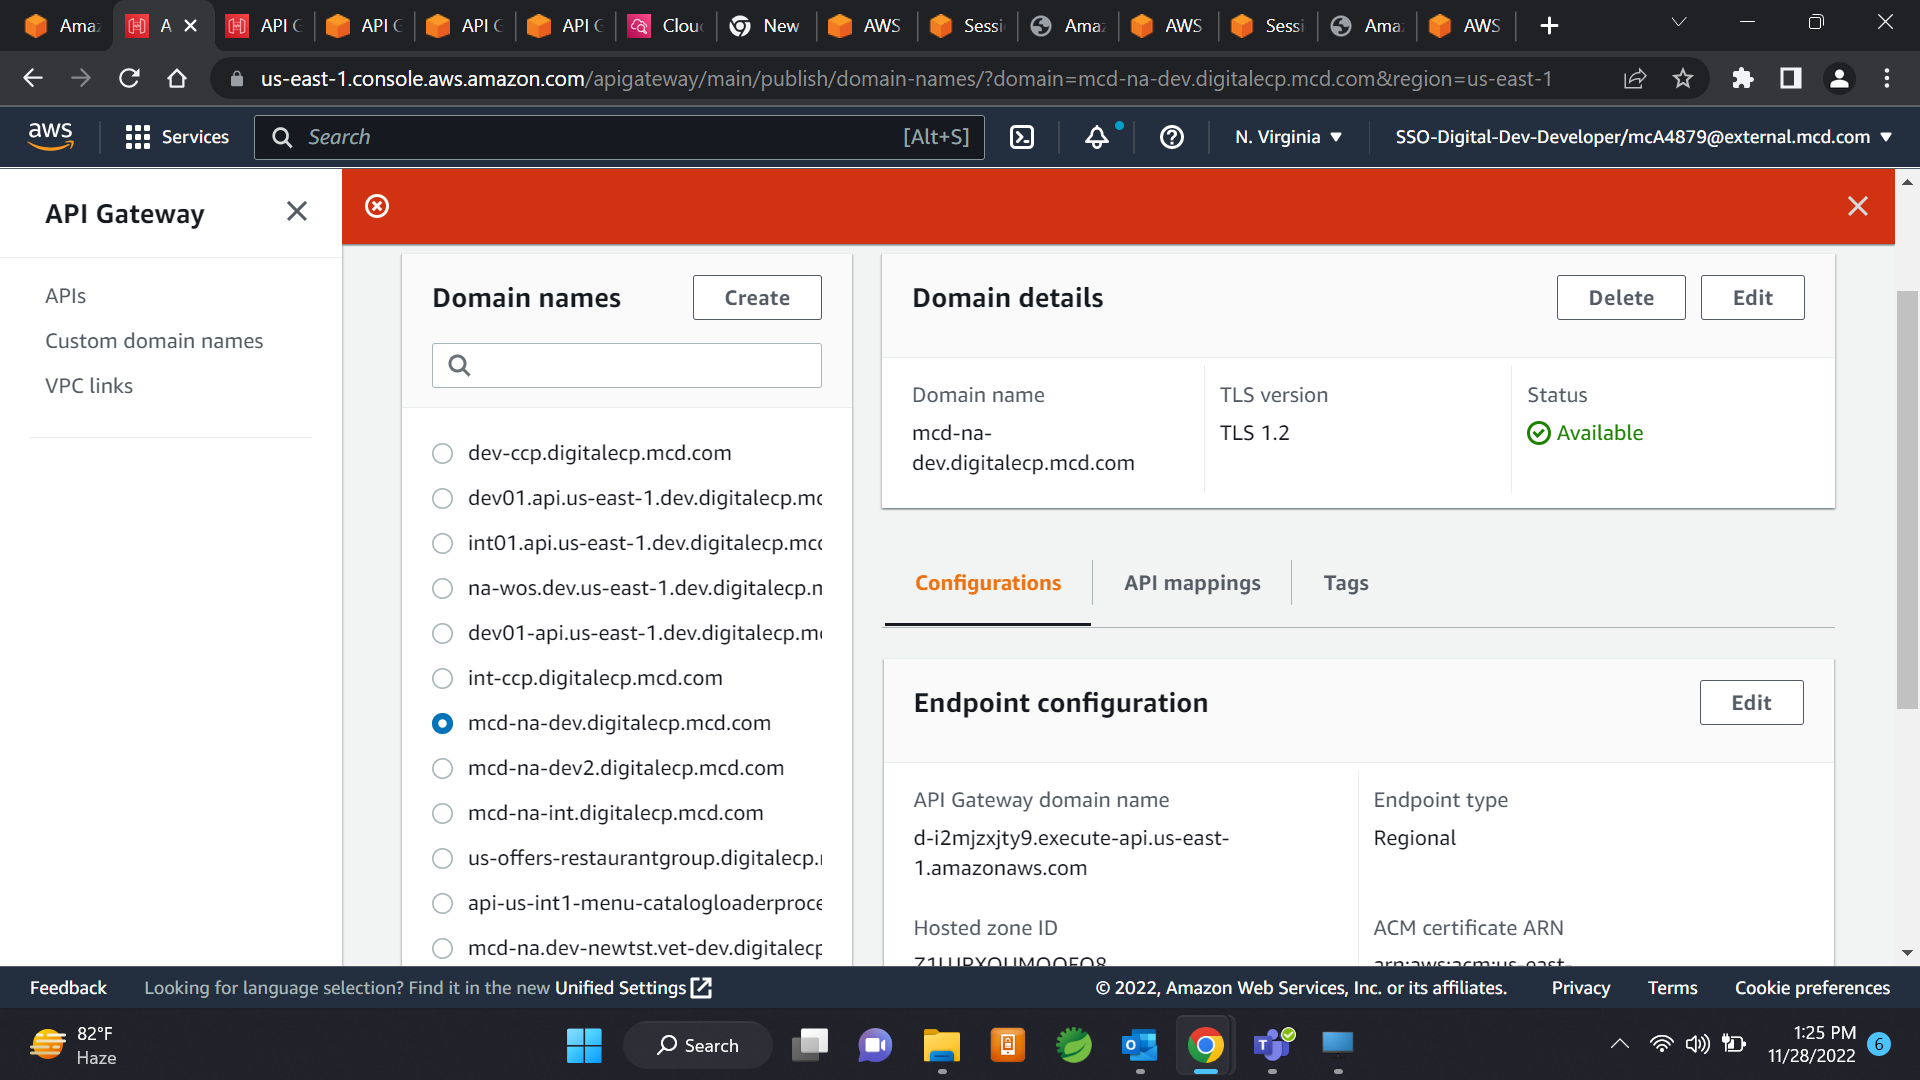 Amaz
A
API G
API G
API G
API G
Clou
New
AWS
Sessi
Ama
AWS
Sessi
Ama
AWS
us-east-1.console.aws.amazon.com/apigateway/main/publish/domain-names/?domain=mcd-na-dev.digitalecp.mcd.com&region=us-east-1
aws
Services
Search
[Alt+S]
N. Virginia
SSO-Digital-Dev-Developer/mcA4879@external.mcd.com
API Gateway
APIs
Custom domain names
VPC links
Domain names
Create
dev-ccp.digitalecp.mcd.com
dev01.api.us-east-1.dev.digitalecp.mc
int01.api.us-east-1.dev.digitalecp.mcc
na-wos.dev.us-east-1.dev.digitalecp.m
dev01-api.us-east-1.dev.digitalecp.mc
int-ccp.digitalecp.mcd.com
mcd-na-dev.digitalecp.mcd.com
mcd-na-dev2.digitalecp.mcd.com
mcd-na-int.digitalecp.mcd.com
us-offers-restaurantgroup.digitalecp.
api-us-int1-menu-catalogloaderproce
mcd-na.dev-newtst.vet-dev.digitalecp
Domain details
Delete
Edit
Domain name
mcd-na-
dev.digitalecp.mcd.com
TLS version
TLS 1.2
Status
Available
Configurations
API mappings
Tags
Endpoint configuration
Edit
API Gateway domain name
d-i2mjzxjty9.execute-api.us-east-
1.amazonaws.com
Endpoint type
Regional
Hosted zone ID
ACM certificate ARN
arn:aws:acm:us-east-
Feedback
Looking for language selection? Find it in the new Unified Settings
© 2022, Amazon Web Services, Inc. or its affiliates.
Privacy
Terms
Cookie preferences
82°F
Haze
Search
1:25 PM
11/28/2022
6